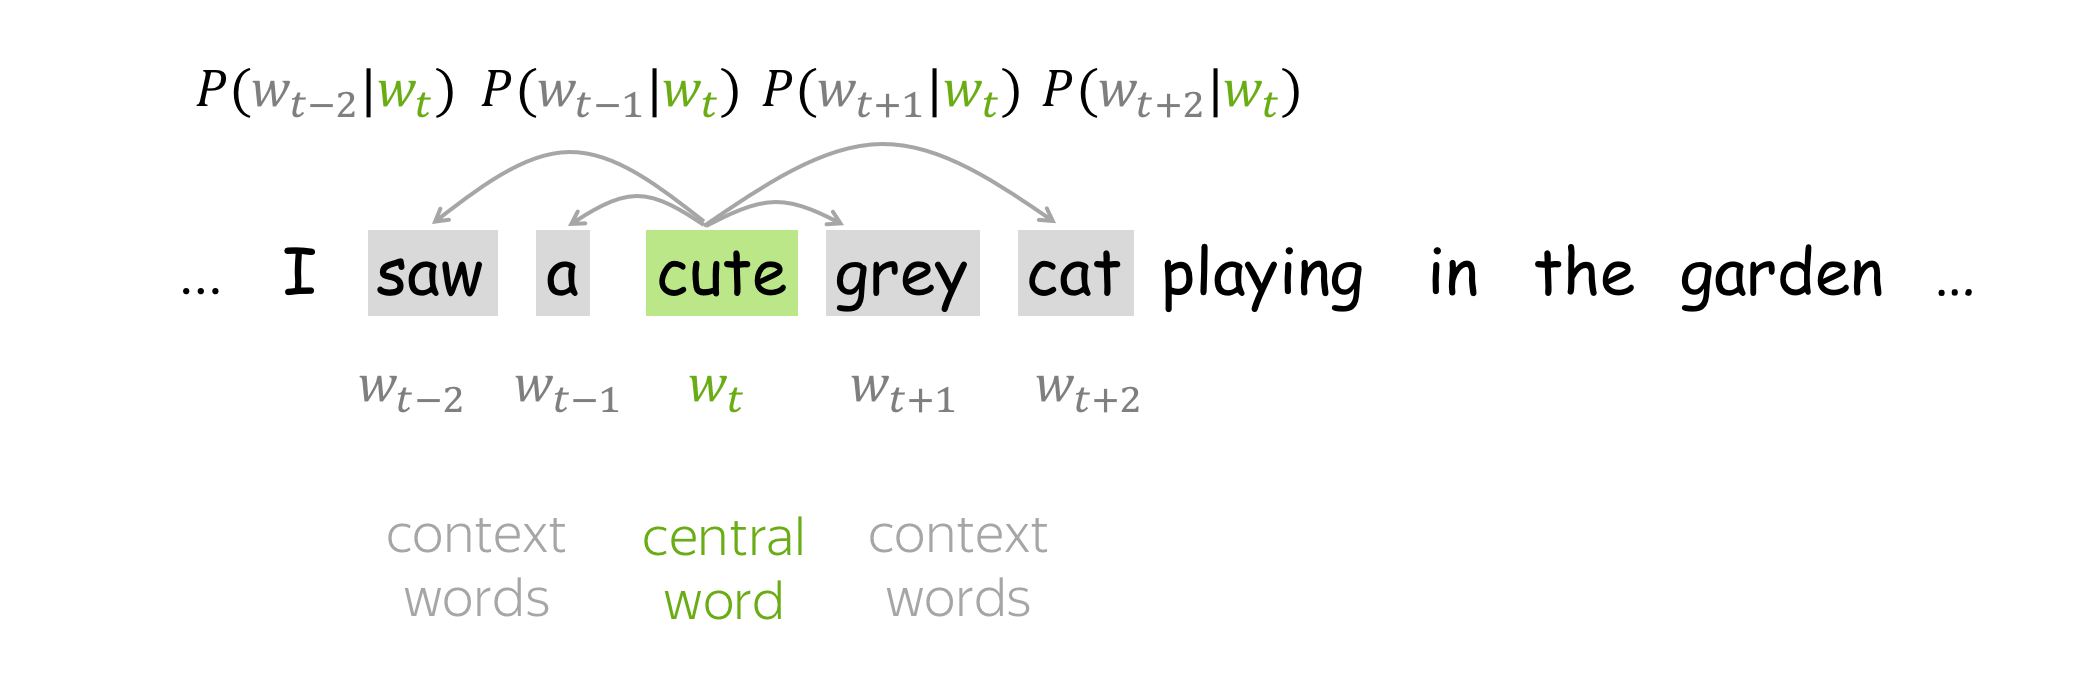 P(w_{t-2}|w_t) P(w_{t-1}|w_t) P(w_{t+1}|w_t) P(w_{t+2}|w_t)
... I saw a cute grey cat playing in the garden ...
w_{t-2} w_{t-1} w_t w_{t+1} w_{t+2}
context central context
words word words